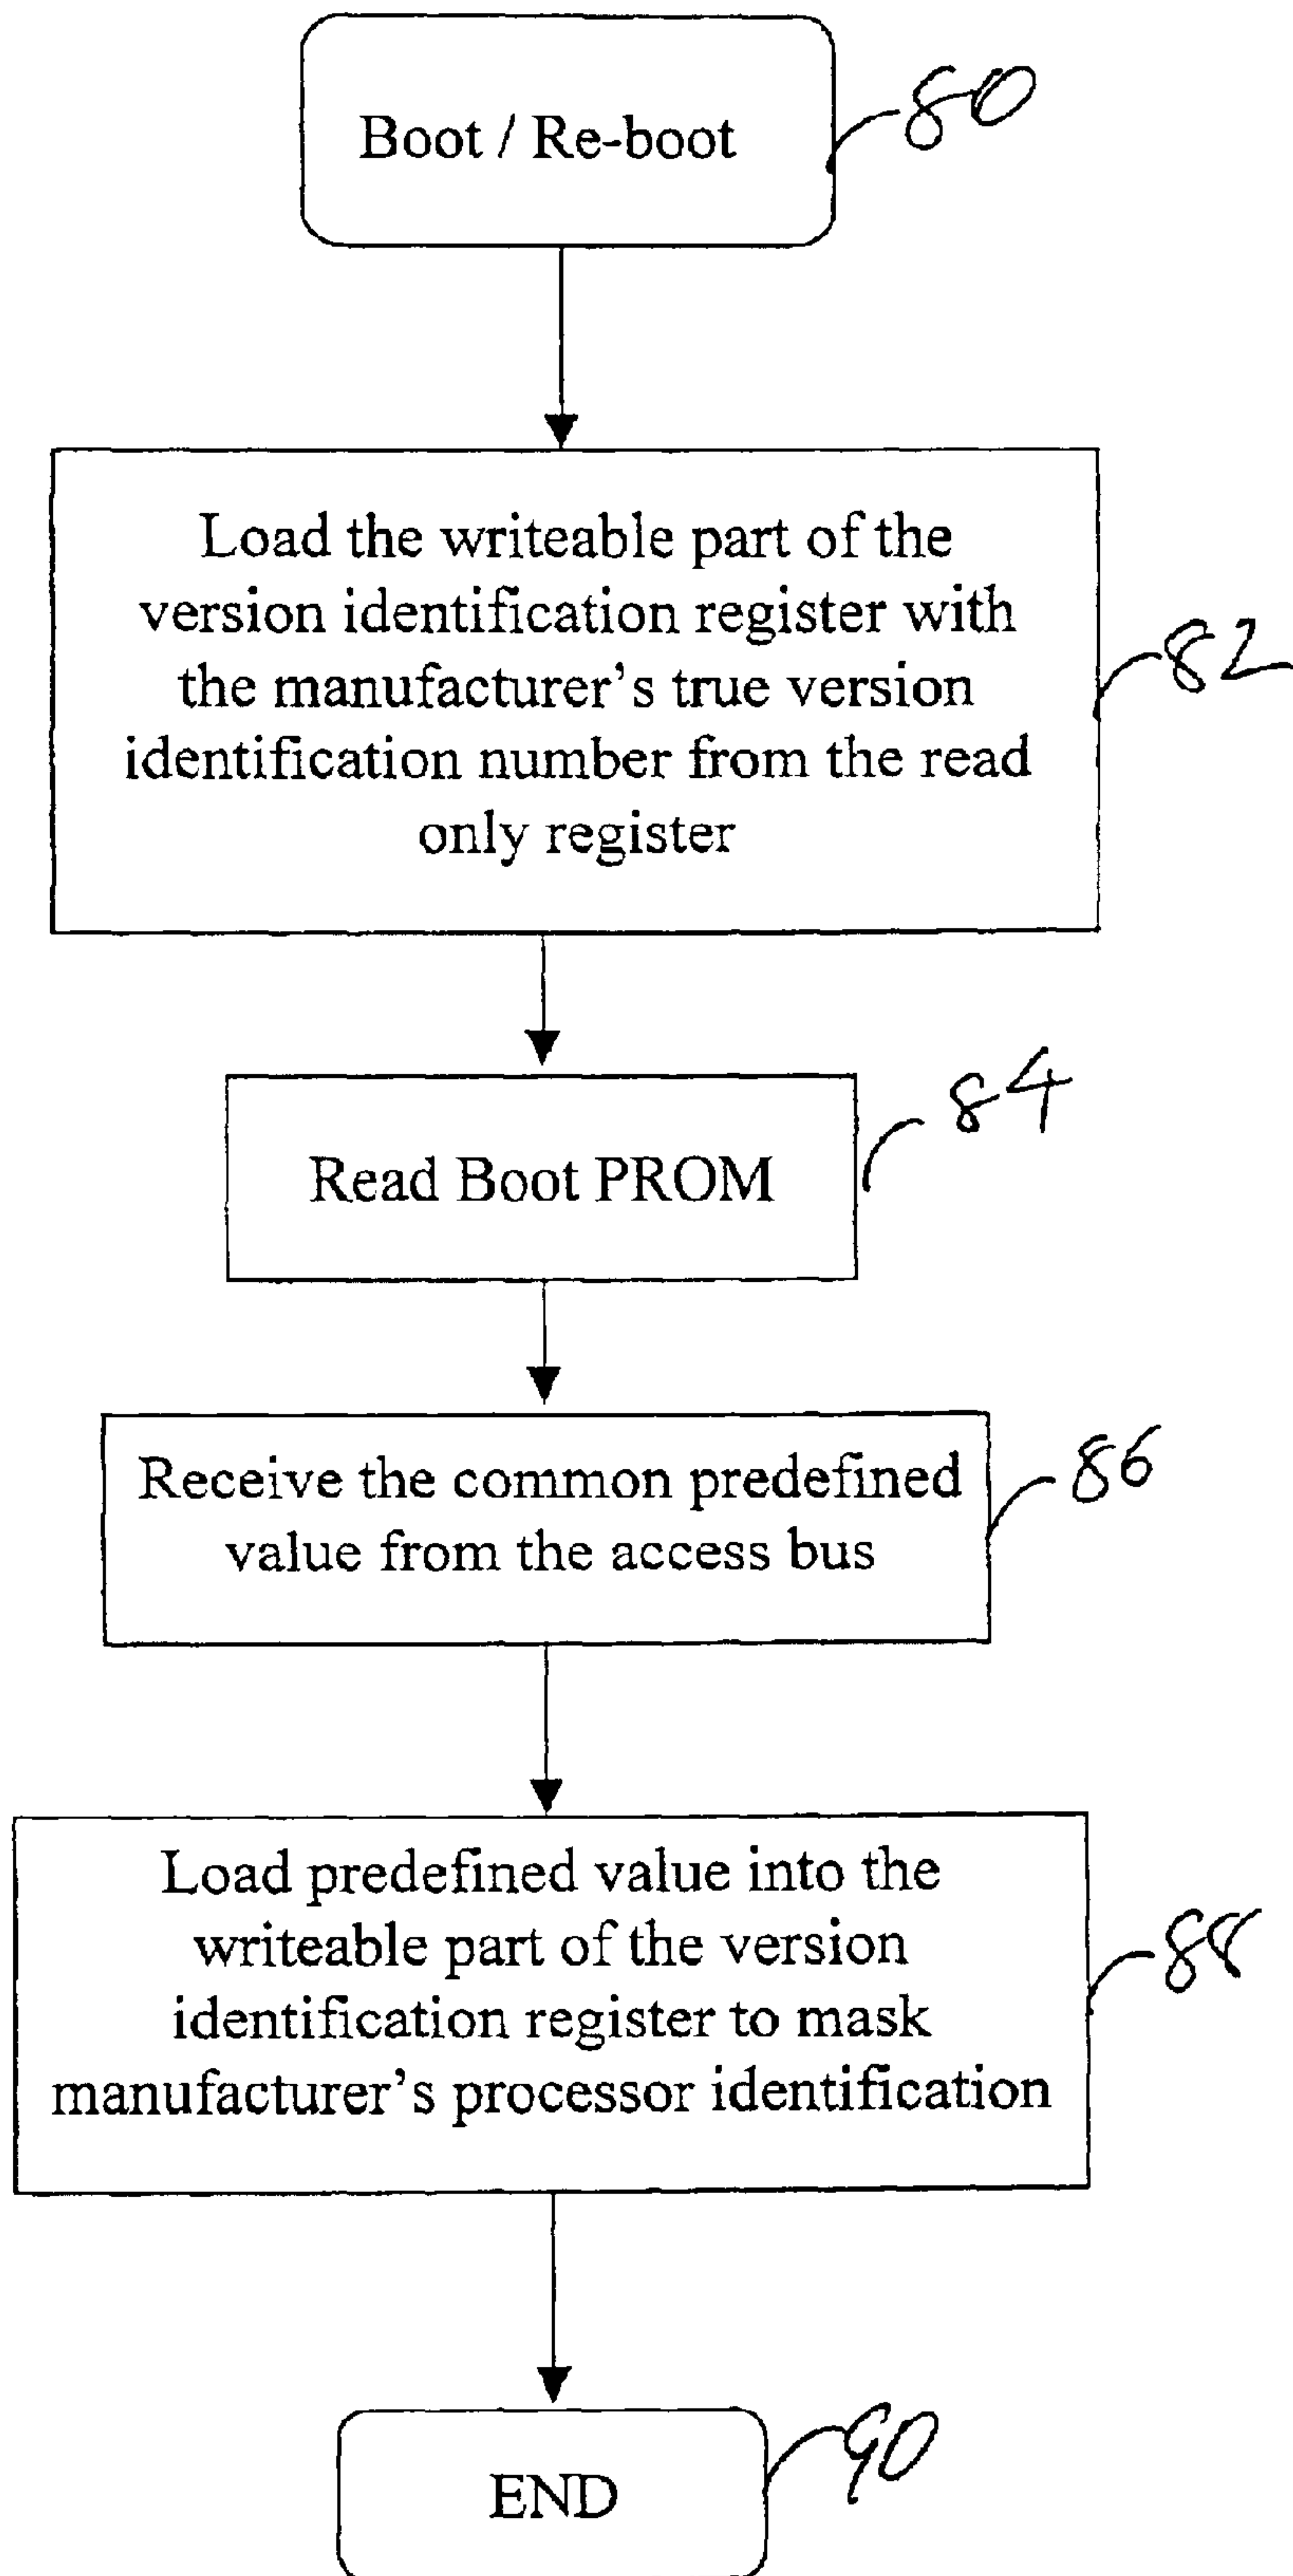 Boot / Re-boot
80
Load the writeable part of the
version identification register with
the manufacturer's true version
identification number from the read
only register
82
Read Boot PROM
84
Receive the common predefined
value from the access bus
86
Load predefined value into the
writeable part of the version
identification register to mask
manufacturer's processor identification
88
END
90